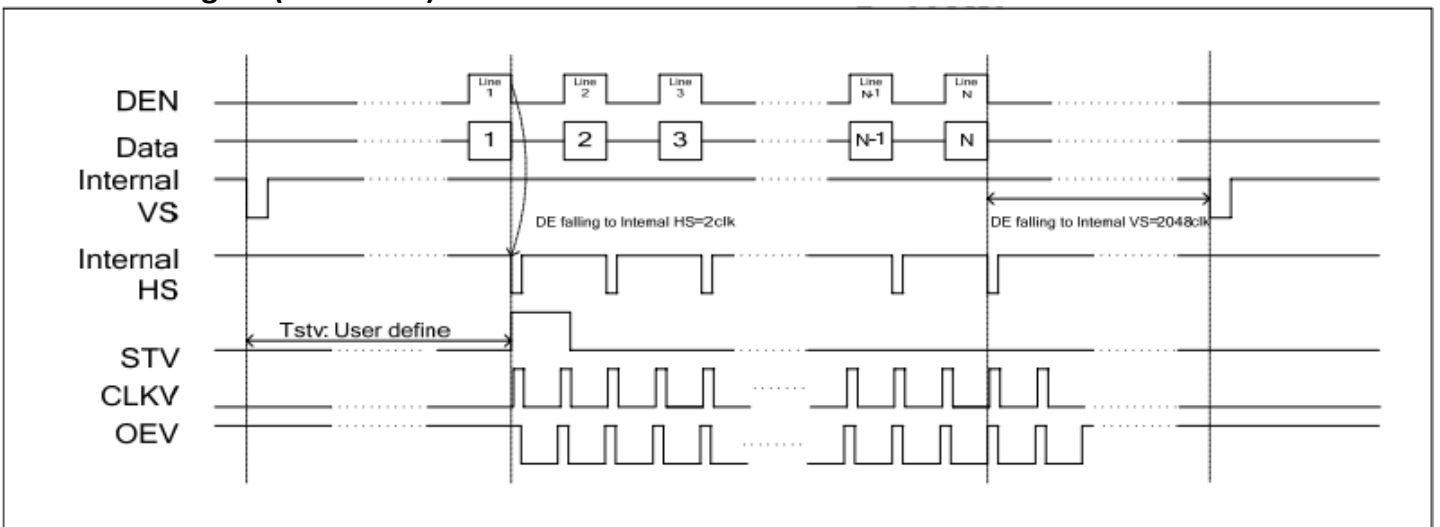 DEN
Line 1
Line 2
Line 3
Line N-1
Line N
Data
1
2
3
N-1
N
Internal VS
DE falling to Internal HS=2clk
DE falling to Internal VS=2048clk
Internal HS
Tstv: User define
STV
CLKV
OEV